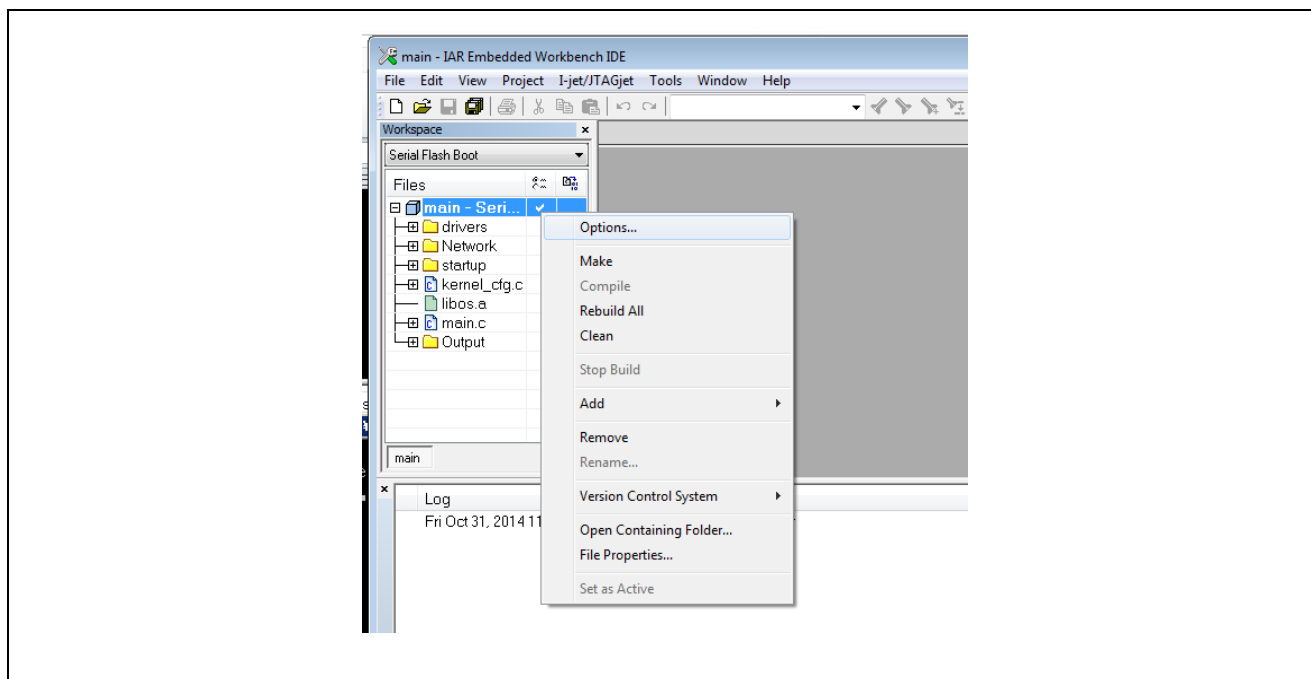 main - IAR Embedded Workbench IDE
File Edit View Project I-jet/JTAGjet Tools Window Help
Workspace
Serial Flash Boot
Files
main - Seri...
drivers
Network
startup
kernel_cfg.c
libos.a
main.c
Output
main
Options...
Make
Compile
Rebuild All
Clean
Stop Build
Add
Remove
Rename...
Version Control System
Open Containing Folder...
File Properties...
Set as Active
Log
Fri Oct 31, 2014 11